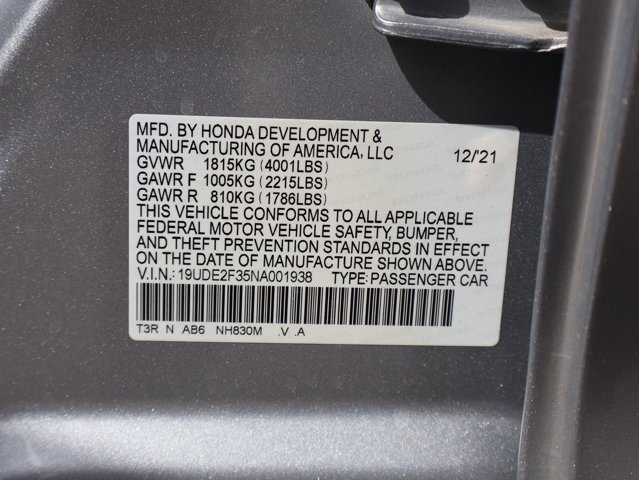 MFD. BY HONDA DEVELOPMENT &
MANUFACTURING OF AMERICA, LLC 12/'21
GVWR 1815KG (4001LBS)
GAWR F 1005KG (2215LBS)
GAWR R 810KG (1786LBS)
THIS VEHICLE CONFORMS TO ALL APPLICABLE
FEDERAL MOTOR VEHICLE SAFETY, BUMPER,
AND THEFT PREVENTION STANDARDS IN EFFECT
ON THE DATE OF MANUFACTURE SHOWN ABOVE.
V.I.N.: 19UDE2F35NA001938 TYPE: PASSENGER CAR
T3R N AB6 NH830M .V .A